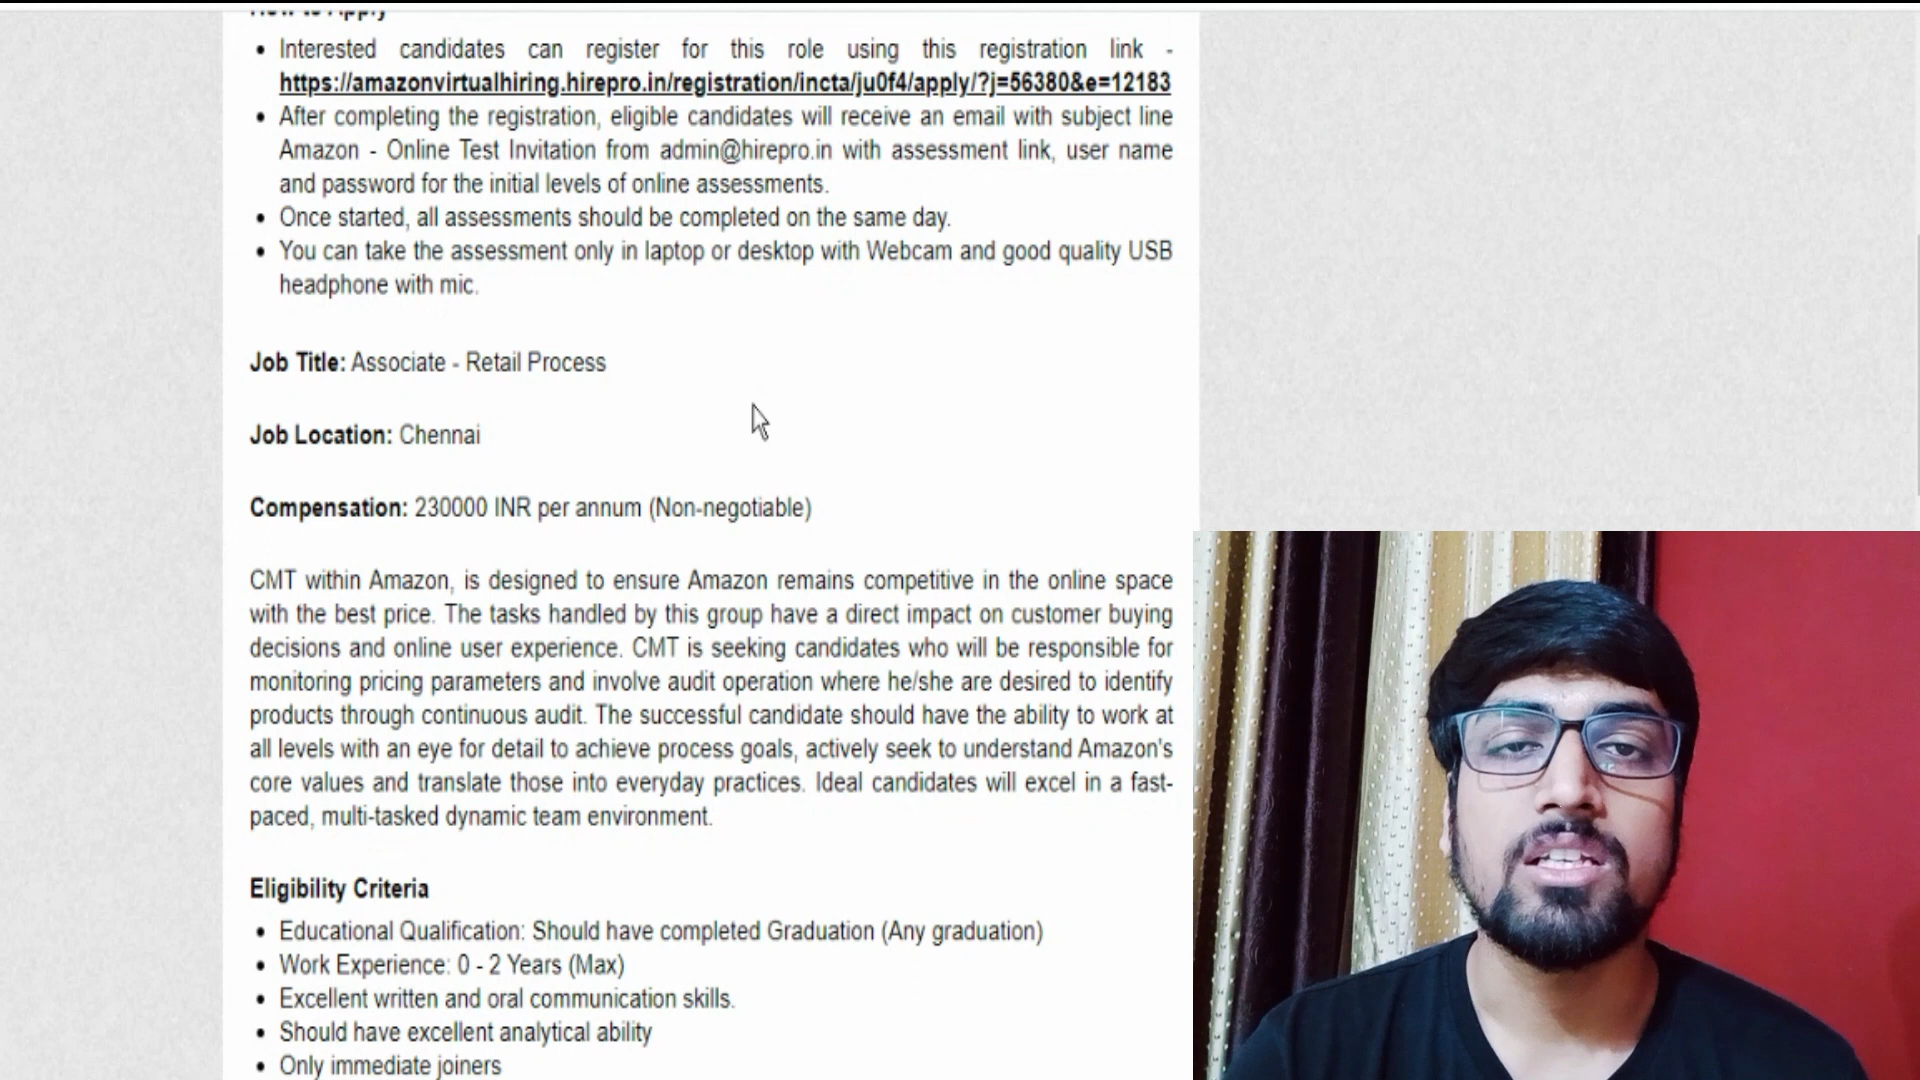 How to Apply
Interested candidates can register for this role using this registration link -
https://amazonvirtualhiring.hirepro.in/registration/incta/ju0f4/apply/?j=56380&e=12183
After completing the registration, eligible candidates will receive an email with subject line
Amazon - Online Test Invitation from admin@hirepro.in with assessment link, user name
and password for the initial levels of online assessments.
Once started, all assessments should be completed on the same day.
You can take the assessment only in laptop or desktop with Webcam and good quality USB
headphone with mic.
Job Title: Associate - Retail Process
Job Location: Chennai
Compensation: 230000 INR per annum (Non-negotiable)
CMT within Amazon, is designed to ensure Amazon remains competitive in the online space
with the best price. The tasks handled by this group have a direct impact on customer buying
decisions and online user experience. CMT is seeking candidates who will be responsible for
monitoring pricing parameters and involve audit operation where he/she are desired to identify
products through continuous audit. The successful candidate should have the ability to work at
all levels with an eye for detail to achieve process goals, actively seek to understand Amazon's
core values and translate those into everyday practices. Ideal candidates will excel in a fast-
paced, multi-tasked dynamic team environment.
Eligibility Criteria
Educational Qualification: Should have completed Graduation (Any graduation)
Work Experience: 0 - 2 Years (Max)
Excellent written and oral communication skills.
Should have excellent analytical ability
Only immediate joiners